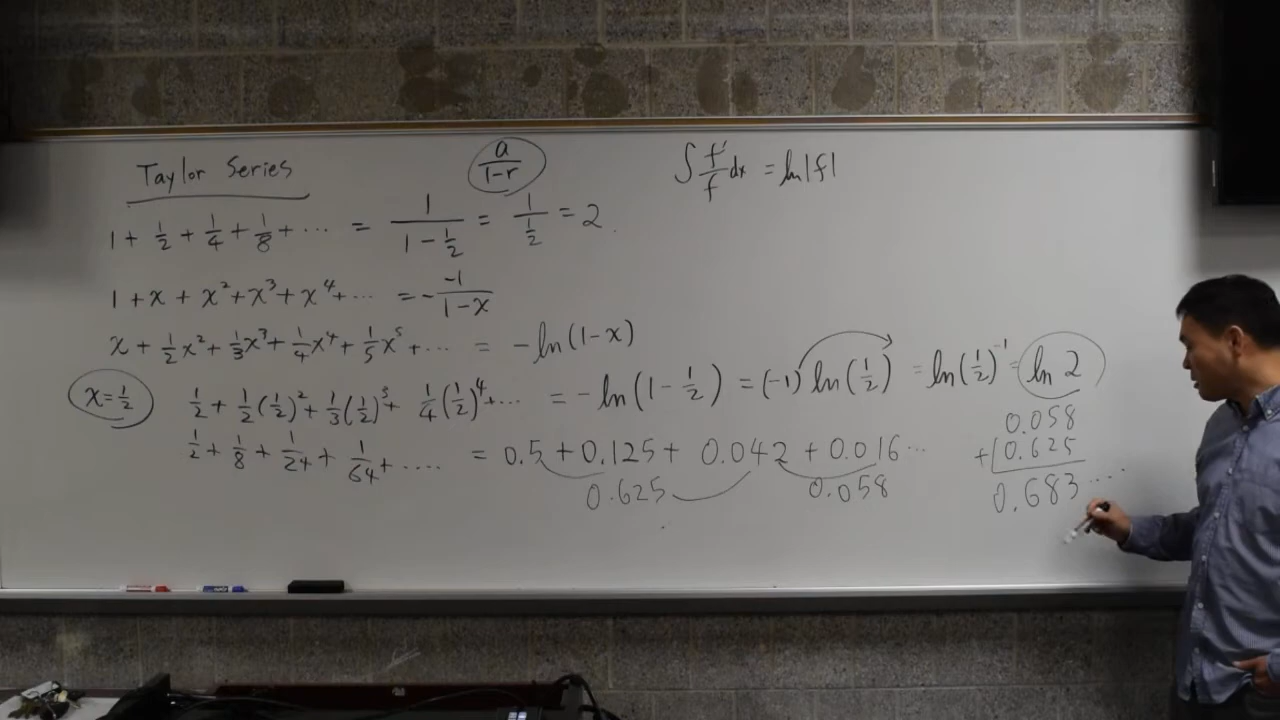 Taylor Series
a/(1-r)
∫ f'/f dx = ln|f|
1 + 1/2 + 1/4 + 1/8 + ... = 1/(1 - 1/2) = 1/(1/2) = 2
1 + x + x² + x³ + x⁴ + ... = - -1/(1-x)
x + 1/2 x² + 1/3 x³ + 1/4 x⁴ + 1/5 x⁵ + ... = -ln(1-x)
x = 1/2
1/2 + 1/2 (1/2)² + 1/3 (1/2)³ + 1/4 (1/2)⁴ + ... = -ln(1 - 1/2) = (-1) ln(1/2) = ln(1/2)⁻¹ = ln 2
1/2 + 1/8 + 1/24 + 1/64 + .... = 0.5 + 0.125 + 0.042 + 0.016 ...
0.625 0.058
0.058
+ 0.625
0.683 ...